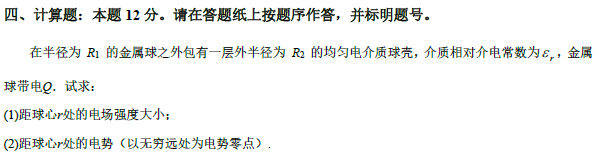 四、计算题：本题 12 分。请在答题纸上按题序作答，并标明题号。
在半径为 R₁ 的金属球之外包有一层外半径为 R₂ 的均匀电介质球壳，介质相对介电常数为εᵣ，金属
球带电Q．试求：
(1)距球心r处的电场强度大小；
(2)距球心r处的电势（以无穷远处为电势零点）.